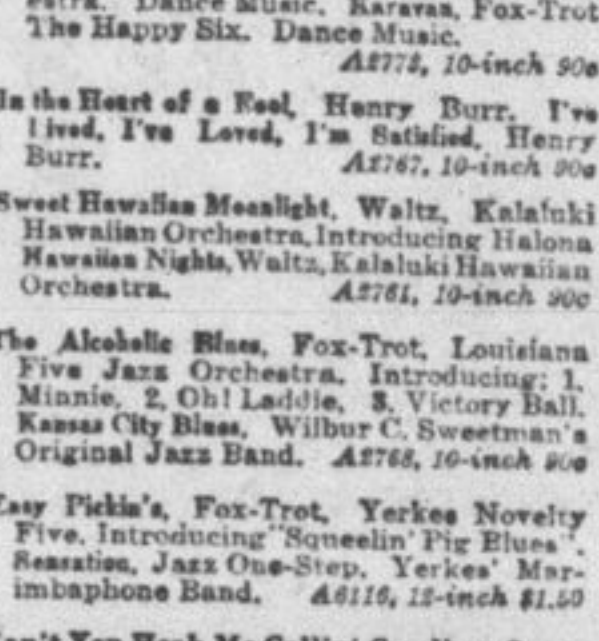 Dance Music. Karavan, Fox-Trot
The Happy Six. Dance Music.
A2772, 10-inch 90c
In the Heart of a Fool, Henry Burr. I've
Lived, I've Loved, I'm Satisfied, Henry
Burr. A2767, 10-inch 90c
Sweet Hawaiian Moonlight, Waltz, Kalaluki
Hawaiian Orchestra, Introducing Halona
Hawaiian Nights, Waltz, Kalaluki Hawaiian
Orchestra. A2761, 10-inch 90c
The Alcoholic Blues, Fox-Trot, Louisiana
Five Jazz Orchestra. Introducing: 1.
Minnie, 2, Oh! Laddie, 3. Victory Ball.
Kansas City Blues, Wilbur C. Sweetman's
Original Jazz Band. A2768, 10-inch 90c
Easy Pickin's, Fox-Trot, Yerkes Novelty
Five. Introducing "Squeelin' Pig Blues".
Sensation, Jazz One-Step. Yerkes' Mar-
imbaphone Band. A6116, 12-inch $1.50